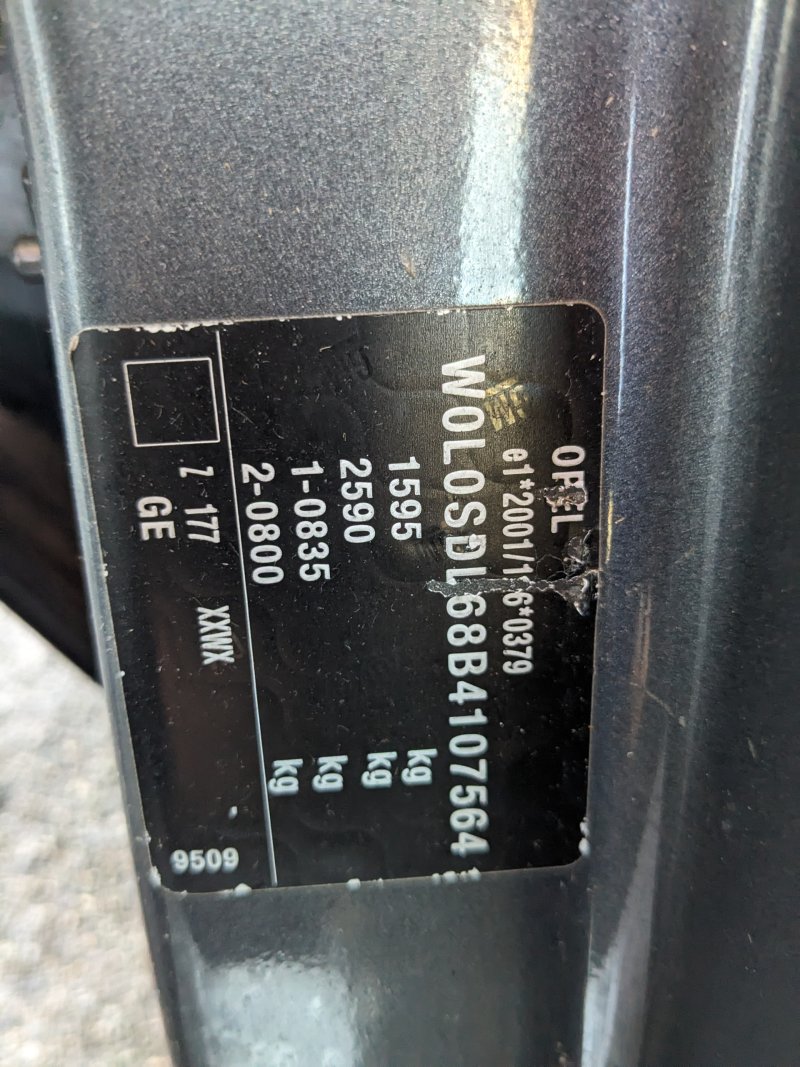 OPEL
e1*2001/116*0379
W0L0SDL68B4107564
1595 kg
2590 kg
1-0835 kg
2-0800 kg
Z 177 XXWX
GE 9509